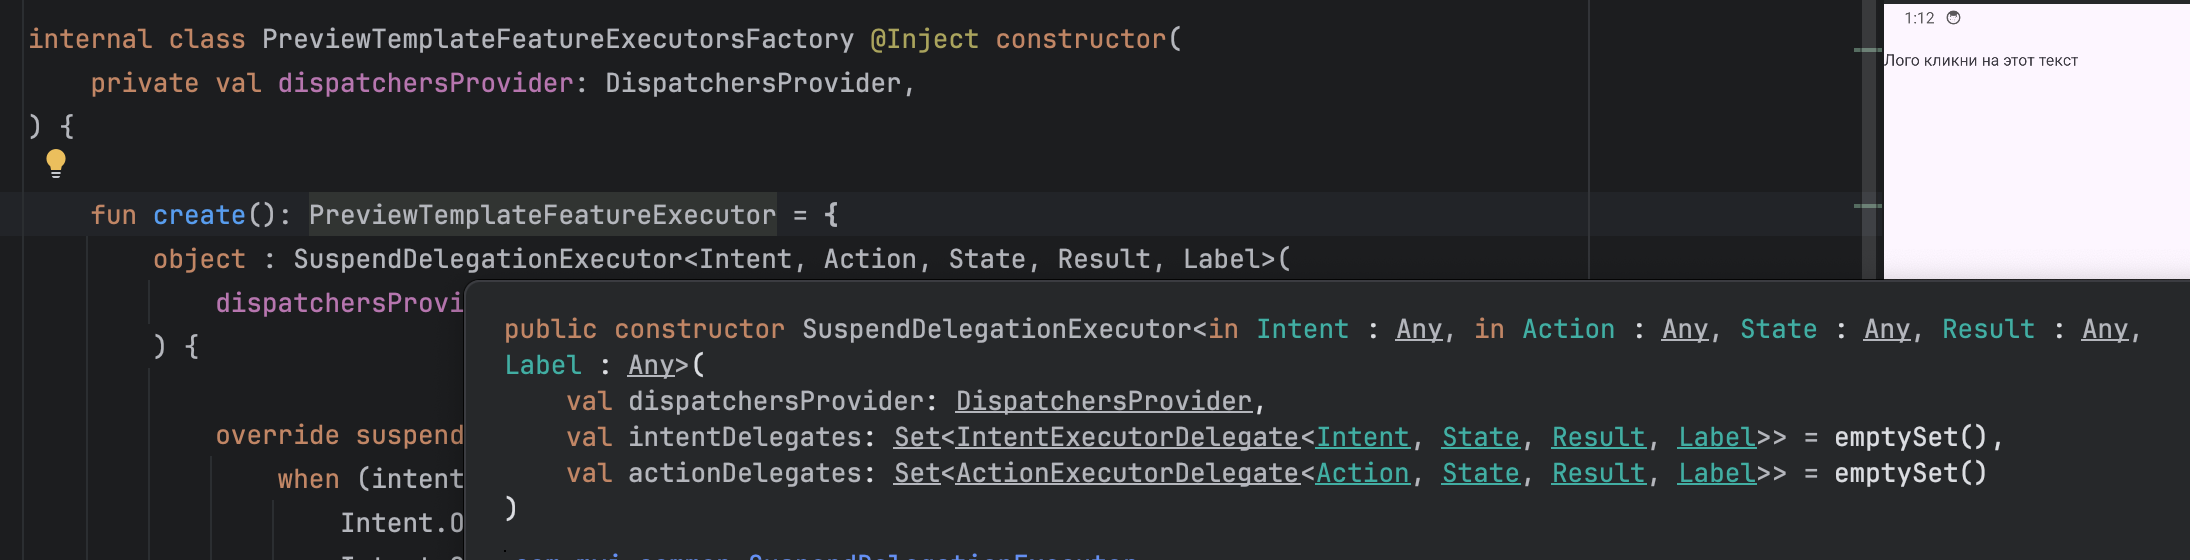 internal class PreviewTemplateFeatureExecutorsFactory @Inject constructor(
private val dispatchersProvider: DispatchersProvider,
) {
fun create(): PreviewTemplateFeatureExecutor = {
object : SuspendDelegationExecutor<Intent, Action, State, Result, Label>(
dispatchersProvi
) {
override suspend
when (intent
Intent.O
public constructor SuspendDelegationExecutor<in Intent : Any, in Action : Any, State : Any, Result : Any,
Label : Any>(
val dispatchersProvider: DispatchersProvider,
val intentDelegates: Set<IntentExecutorDelegate<Intent, State, Result, Label>> = emptySet(),
val actionDelegates: Set<ActionExecutorDelegate<Action, State, Result, Label>> = emptySet()
)
1:12
Лого кликни на этот текст